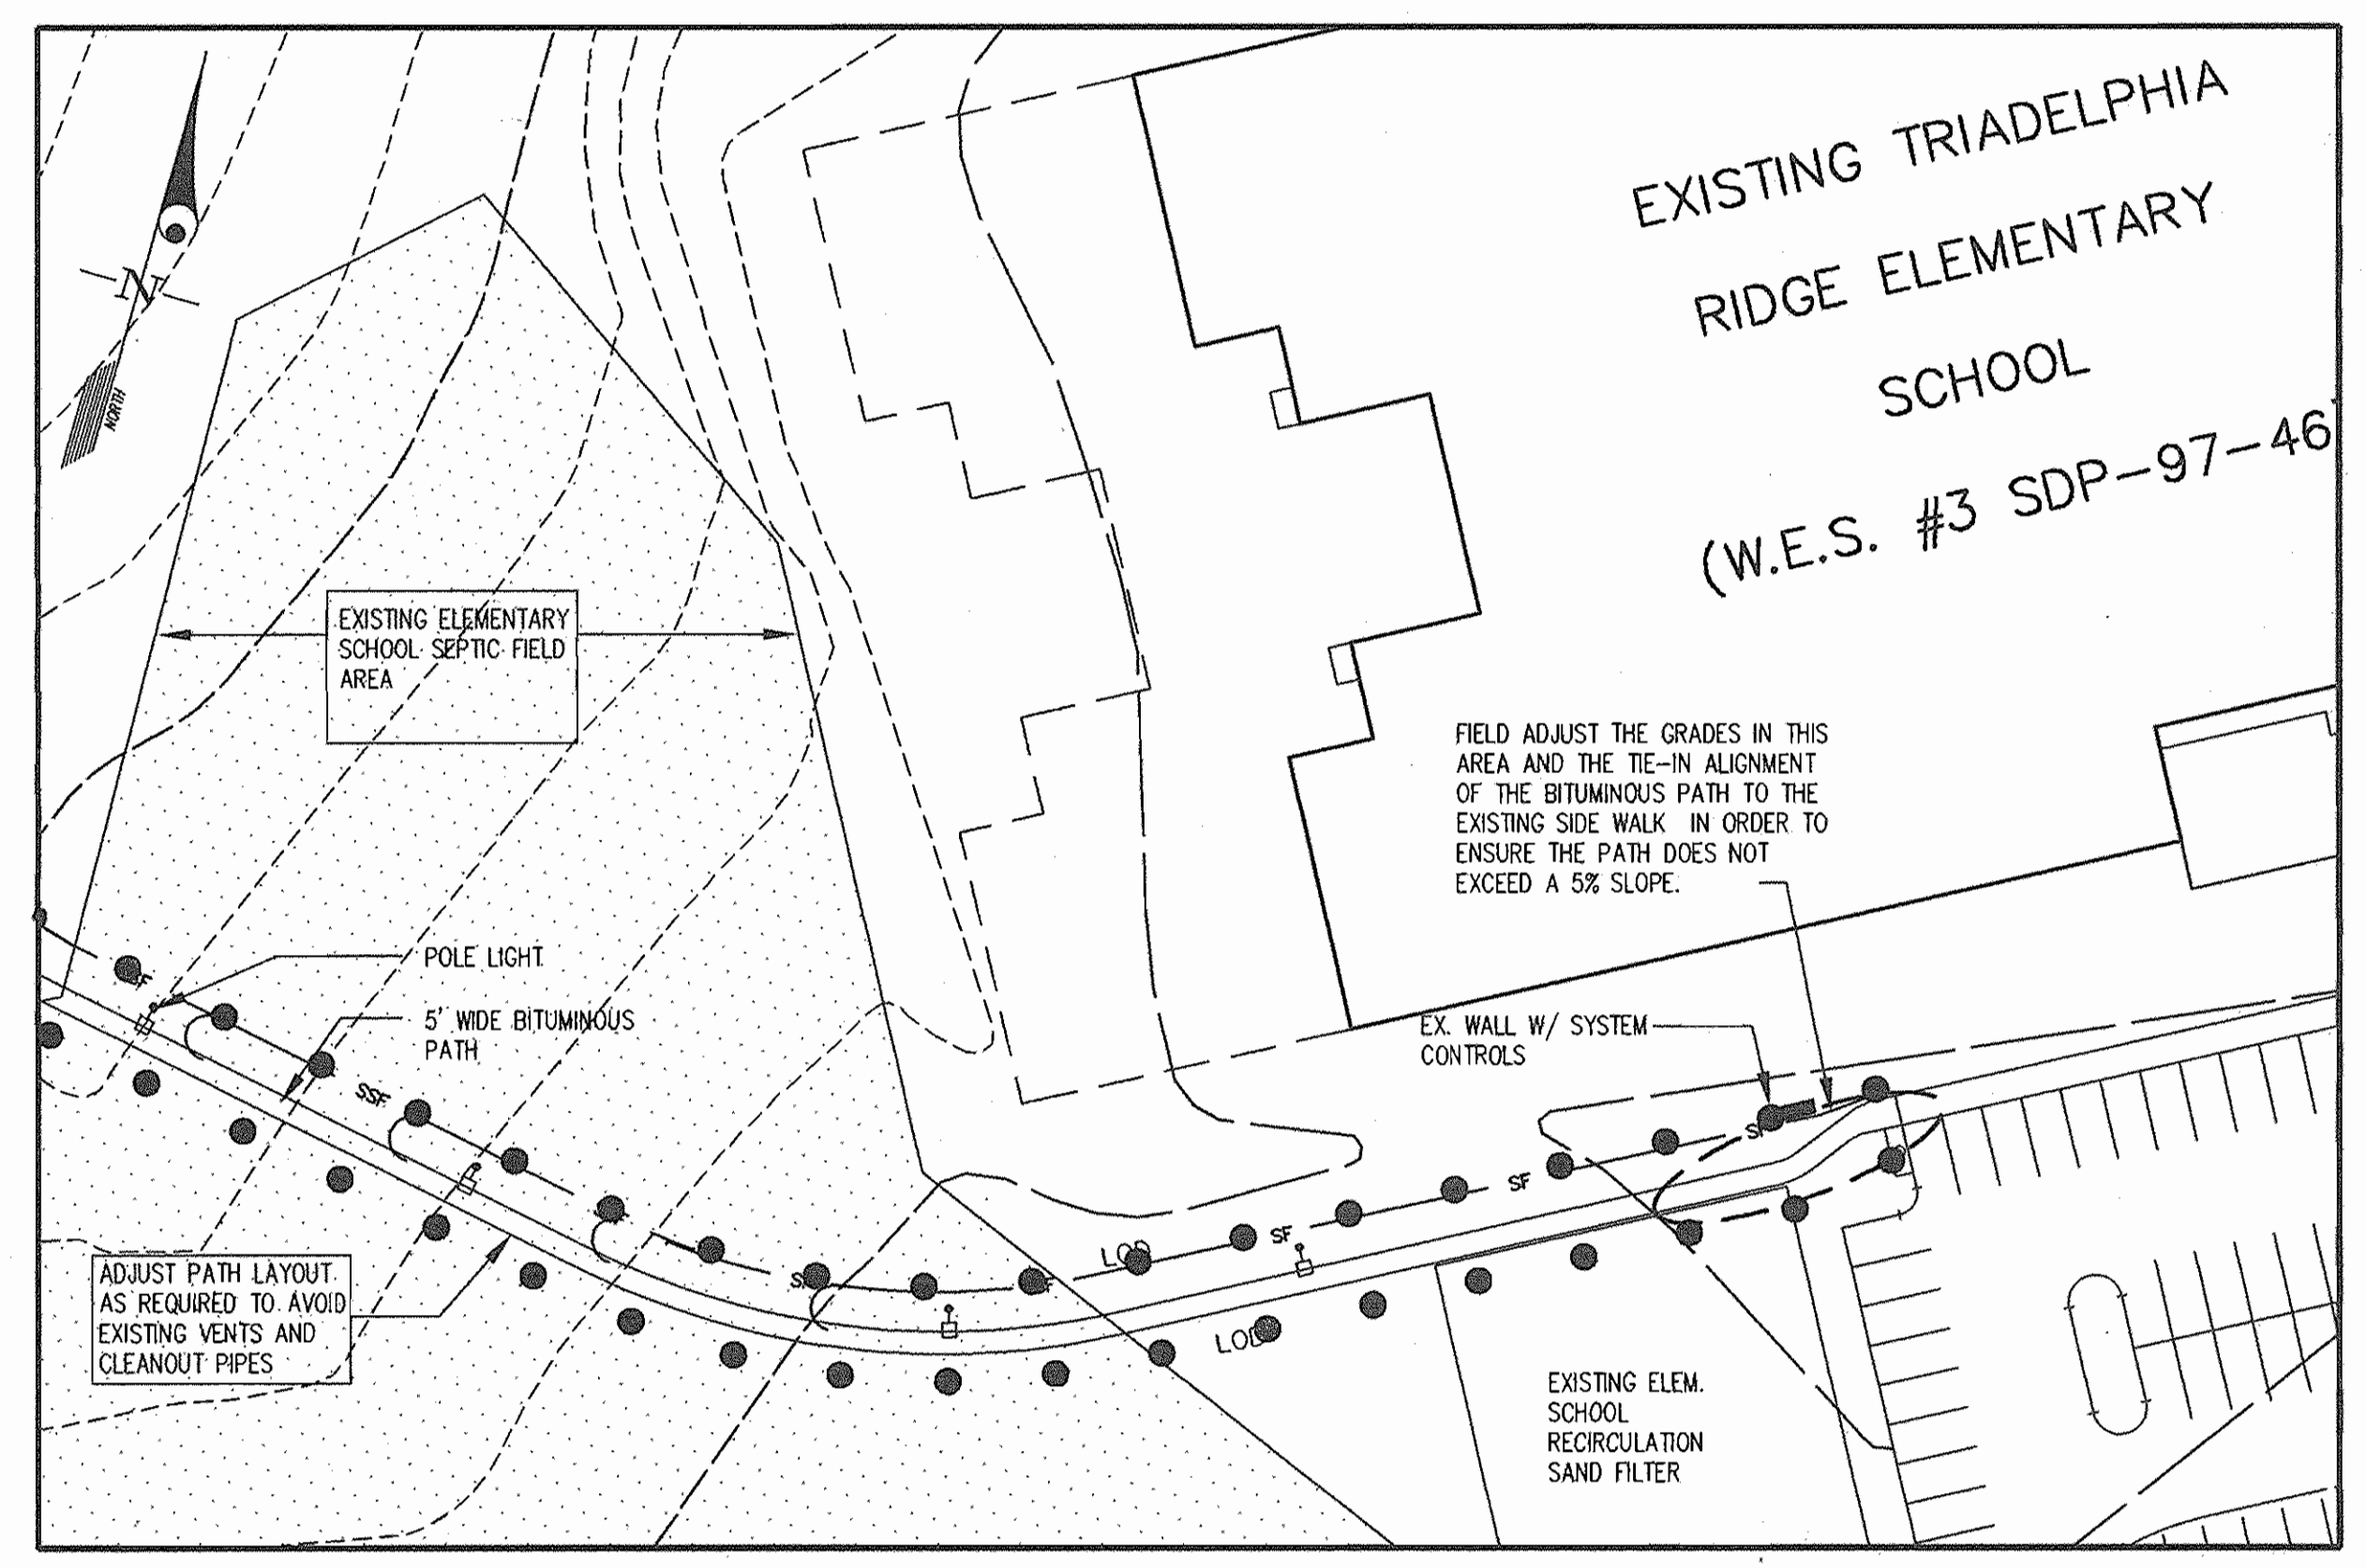 EXISTING TRIADELPHIA
RIDGE ELEMENTARY
SCHOOL
(W.E.S. #3 SDP-97-46
N
NORTH
EXISTING ELEMENTARY
SCHOOL SEPTIC FIELD
AREA
FIELD ADJUST THE GRADES IN THIS
AREA AND THE TIE-IN ALIGNMENT
OF THE BITUMINOUS PATH TO THE
EXISTING SIDE WALK IN ORDER TO
ENSURE THE PATH DOES NOT
EXCEED A 5% SLOPE.
POLE LIGHT
5' WIDE BITUMINOUS
PATH
EX. WALL W/ SYSTEM
CONTROLS
SSF
SF
SF
LOD
LOD
ADJUST PATH LAYOUT
AS REQUIRED TO AVOID
EXISTING VENTS AND
CLEANOUT PIPES
EXISTING ELEM.
SCHOOL
RECIRCULATION
SAND FILTER